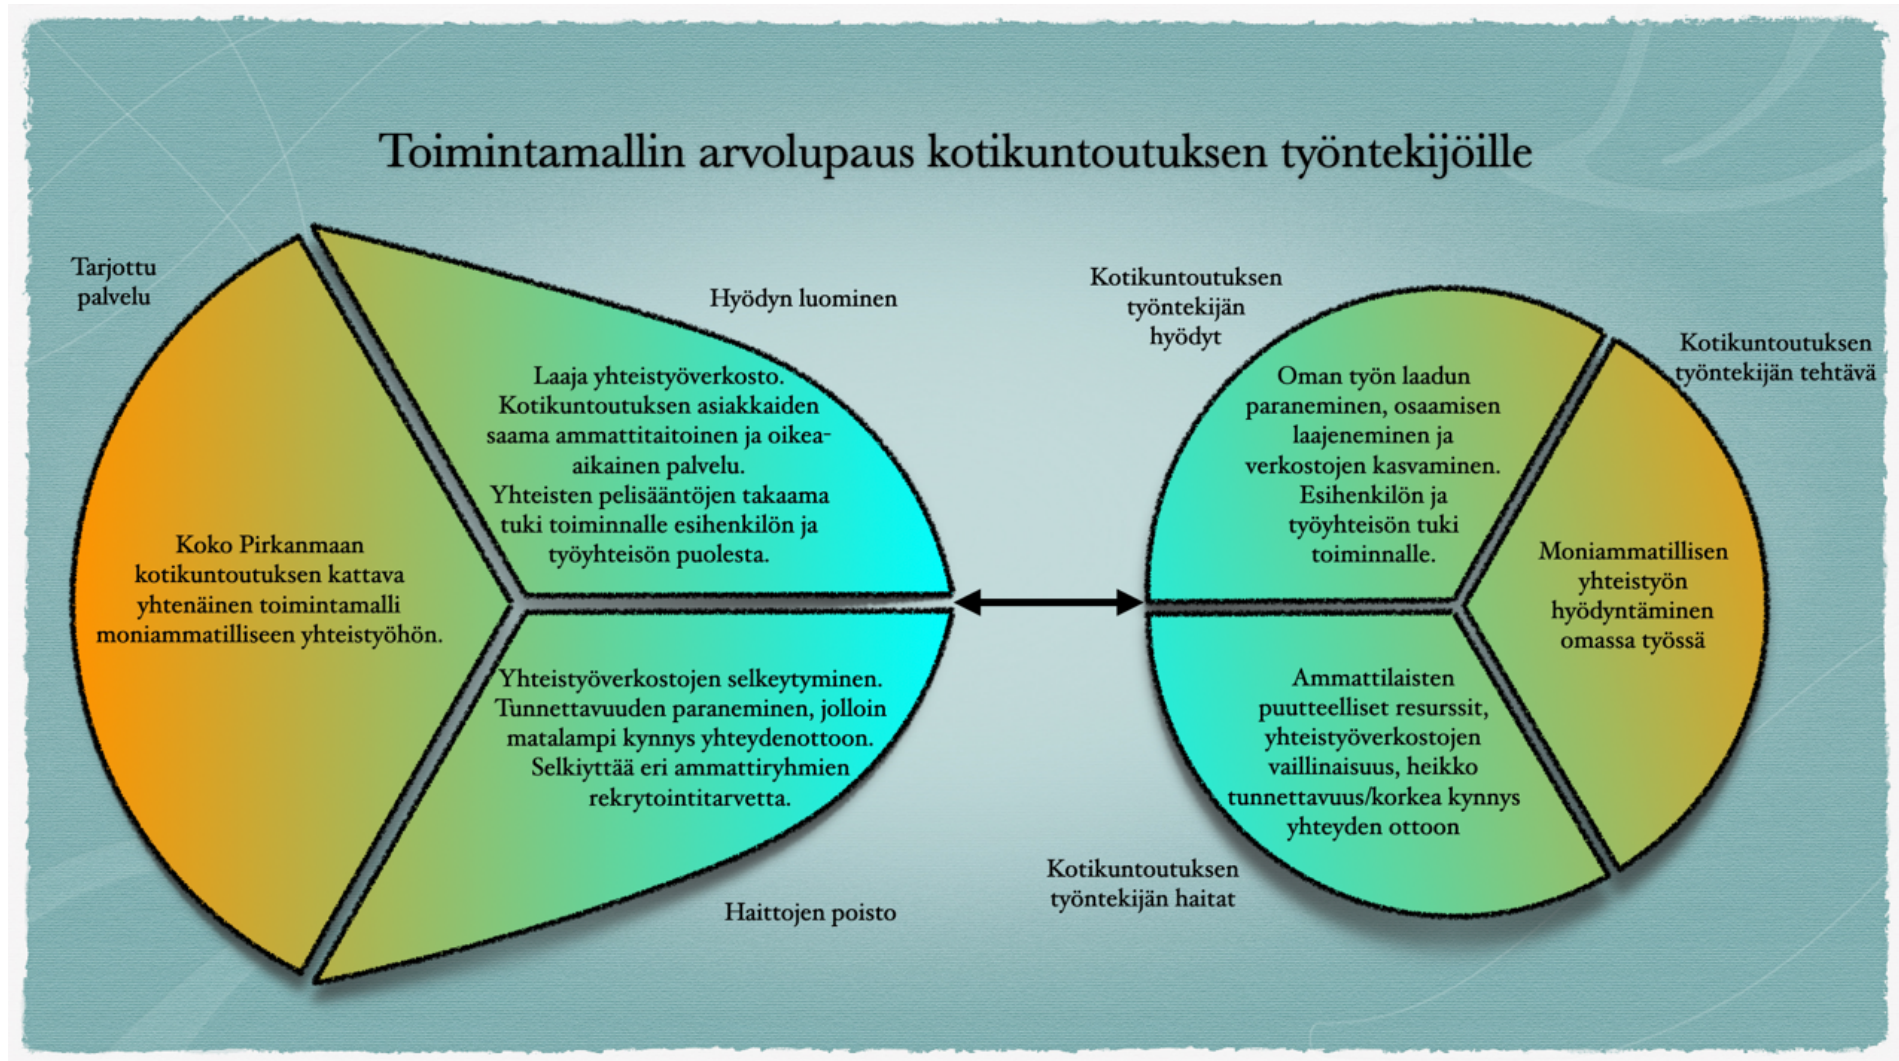 Toimintamallin arvolupaus kotikuntoutuksen työntekijöille
Tarjottu
palvelu
Koko Pirkanmaan
kotikuntoutuksen kattava
yhtenäinen toimintamalli
moniammatilliseen yhteistyöhön.
Hyödyn luominen
Laaja yhteistyöverkosto.
Kotikuntoutuksen asiakkaiden
saama ammattitaitoinen ja oikea-
aikainen palvelu.
Yhteisten pelisääntöjen takaama
tuki toiminnalle esihenkilön ja
työyhteisön puolesta.
Yhteistyöverkostojen selkeytyminen.
Tunnettavuuden paraneminen, jolloin
matalampi kynnys yhteydenottoon.
Selkiyttää eri ammattiryhmien
rekrytointitarvetta.
Haittojen poisto
Kotikuntoutuksen
työntekijän
hyödyt
Oman työn laadun
paraneminen, osaamisen
laajeneminen ja
verkostojen kasvaminen.
Esihenkilön ja
työyhteisön tuki
toiminnalle.
Kotikuntoutuksen
työntekijän tehtävä
Moniammatillisen
yhteistyön
hyödyntäminen
omassa työssä
Ammattilaisten
puutteelliset resurssit,
yhteistyöverkostojen
vaillinaisuus, heikko
tunnettavuus/korkea kynnys
yhteyden ottoon
Kotikuntoutuksen
työntekijän haitat